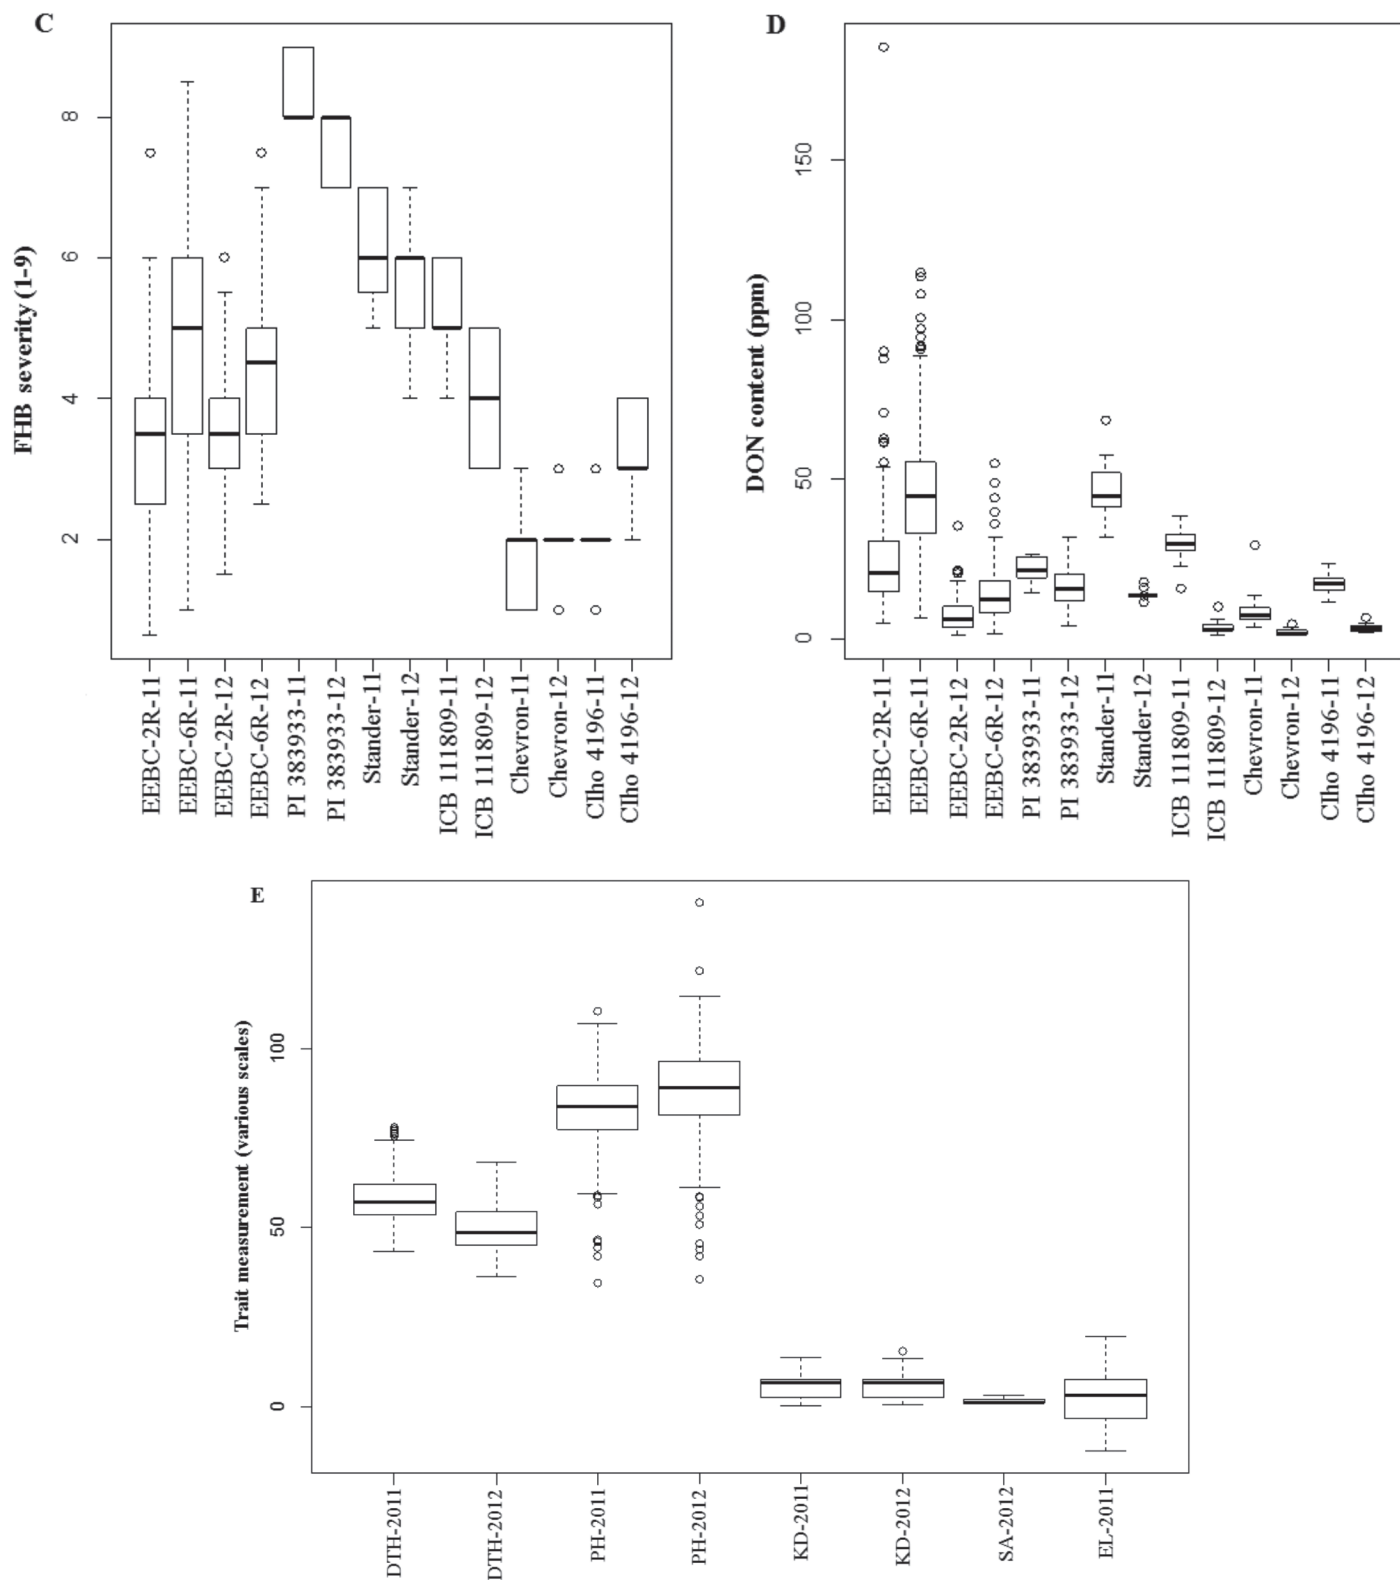 C
FHB severity (1-9)
8
6
4
2
EEBC-2R-11
EEBC-6R-11
EEBC-2R-12
EEBC-6R-12
PI 383933-11
PI 383933-12
Stander-11
Stander-12
ICB 111809-11
ICB 111809-12
Chevron-11
Chevron-12
CIho 4196-11
CIho 4196-12
D
DON content (ppm)
150
100
50
0
EEBC-2R-11
EEBC-6R-11
EEBC-2R-12
EEBC-6R-12
PI 383933-11
PI 383933-12
Stander-11
Stander-12
ICB 111809-11
ICB 111809-12
Chevron-11
Chevron-12
CIho 4196-11
CIho 4196-12
E
Trait measurement (various scales)
100
50
0
DTH-2011
DTH-2012
PH-2011
PH-2012
KD-2011
KD-2012
SA-2012
EL-2011